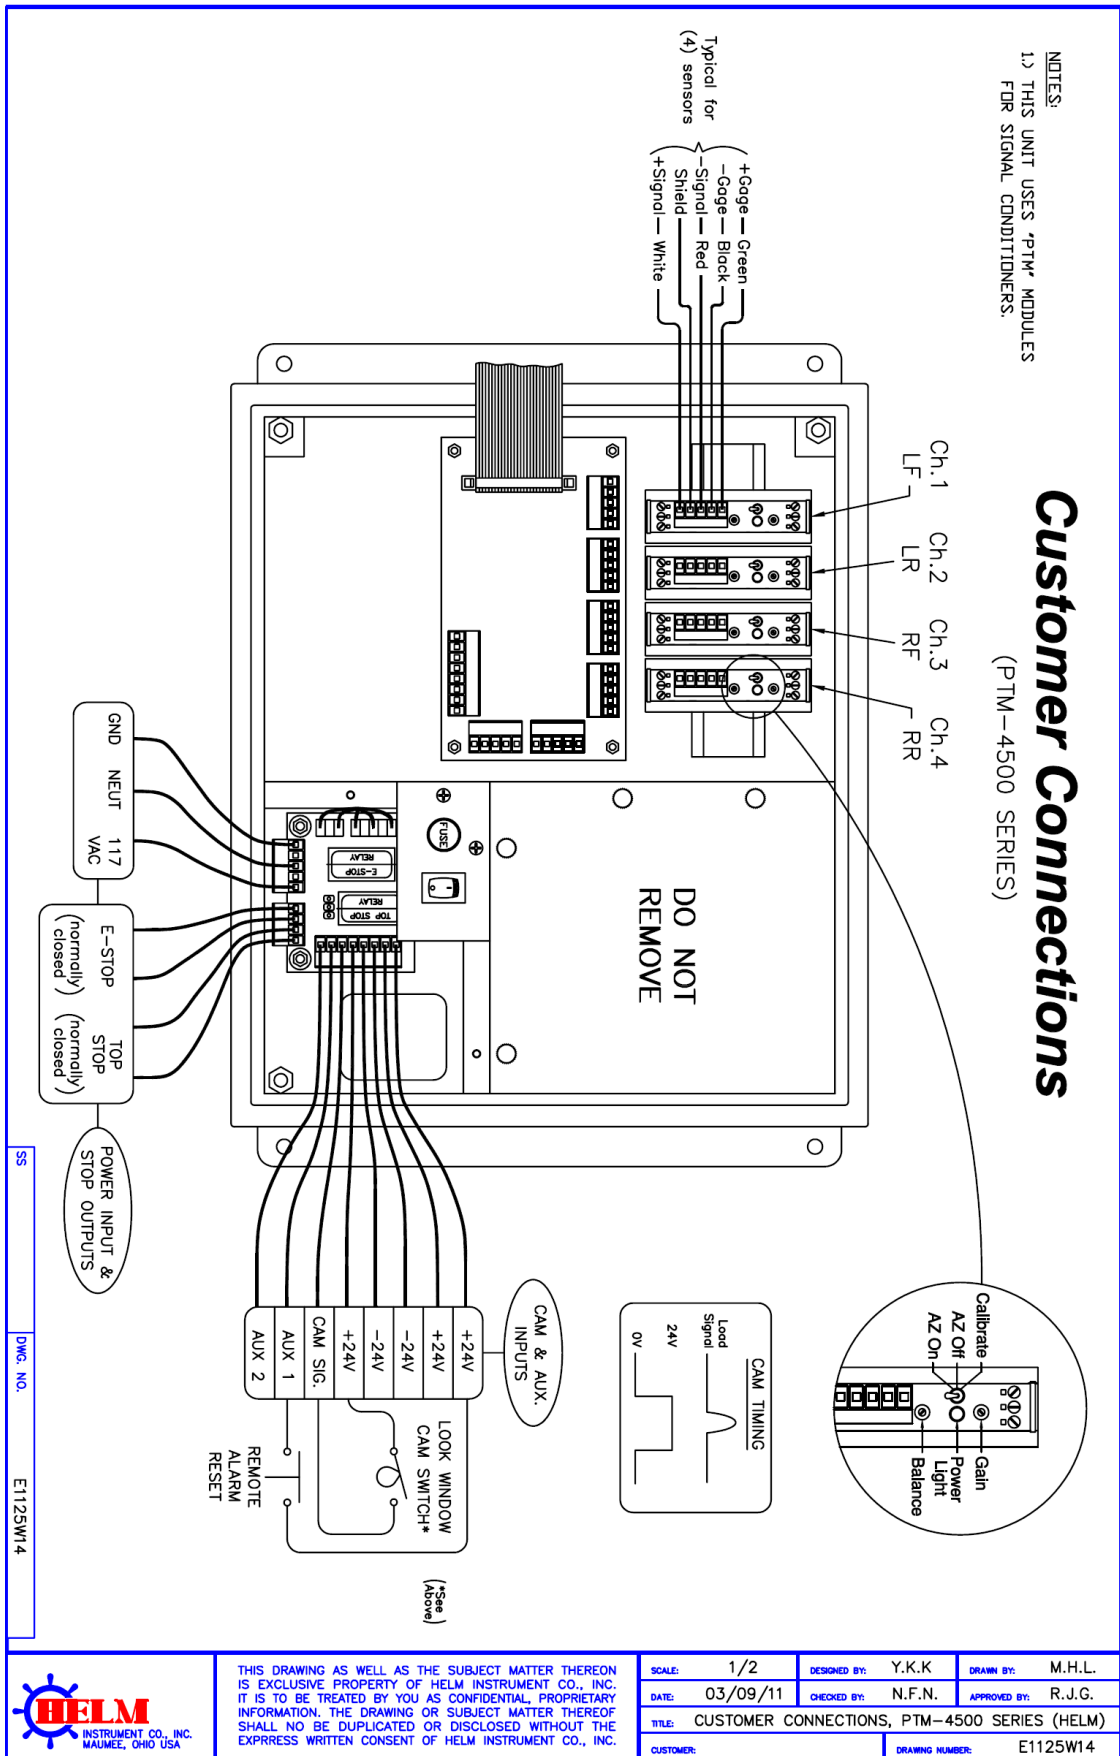 NOTES:
1.) THIS UNIT USES "PTM" MODULES
FOR SIGNAL CONDITIONERS.
Customer Connections
(PTM-4500 SERIES)
Typical for
(4) sensors
+Gage Green
-Gage Black
-Signal Red
Shield
+Signal White
Ch.1
LF
Ch.2
LR
Ch.3
RF
Ch.4
RR
DO NOT
REMOVE
FUSE
E-STOP
RELAY
TOP STOP
RELAY
GND
NEUT
117
VAC
E-STOP
(normally
closed)
TOP
STOP
(normally
closed)
POWER INPUT &
STOP OUTPUTS
Calibrate
AZ Off
AZ On
Gain
Power
Light
Balance
CAM TIMING
Load
Signal
24V
0V
CAM & AUX.
INPUTS
+24V
+24V
-24V
-24V
+24V
CAM SIG.
AUX 1
AUX 2
LOOK WINDOW
CAM SWITCH*
REMOTE
ALARM
RESET
(*See
Above)
SS
DWG. NO.
E1125W14
HELM
INSTRUMENT CO., INC.
MAUMEE, OHIO USA
THIS DRAWING AS WELL AS THE SUBJECT MATTER THEREON
IS EXCLUSIVE PROPERTY OF HELM INSTRUMENT CO., INC.
IT IS TO BE TREATED BY YOU AS CONFIDENTIAL, PROPRIETARY
INFORMATION. THE DRAWING OR SUBJECT MATTER THEREOF
SHALL NO BE DUPLICATED OR DISCLOSED WITHOUT THE
EXPRRESS WRITTEN CONSENT OF HELM INSTRUMENT CO., INC.
SCALE: 1/2
DESIGNED BY: Y.K.K
DRAWN BY: M.H.L.
DATE: 03/09/11
CHECKED BY: N.F.N.
APPROVED BY: R.J.G.
TITLE: CUSTOMER CONNECTIONS, PTM-4500 SERIES (HELM)
CUSTOMER:
DRAWING NUMBER: E1125W14